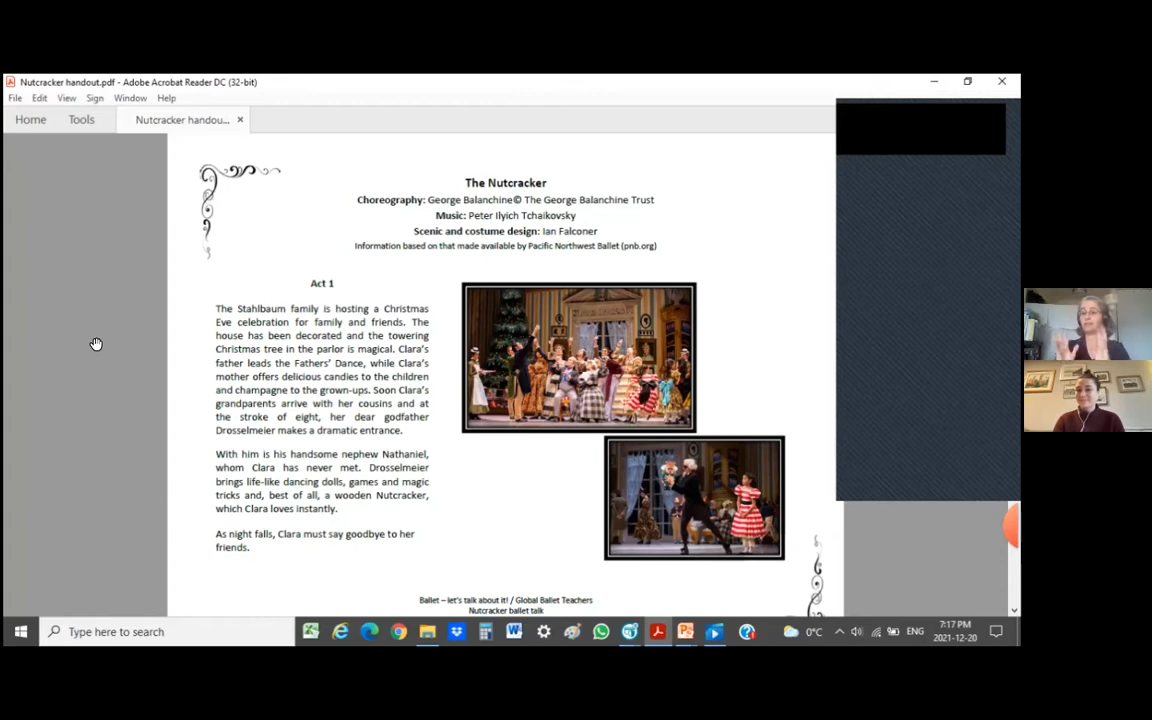 Nutcracker handout.pdf - Adobe Acrobat Reader DC (32-bit)
File Edit View Sign Window Help
Home Tools Nutcracker handou... ×
The Nutcracker
Choreography: George Balanchine© The George Balanchine Trust
Music: Peter Ilyich Tchaikovsky
Scenic and costume design: Ian Falconer
Information based on that made available by Pacific Northwest Ballet (pnb.org)
Act 1
The Stahlbaum family is hosting a Christmas
Eve celebration for family and friends. The
house has been decorated and the towering
Christmas tree in the parlor is magical. Clara's
father leads the Fathers' Dance, while Clara's
mother offers delicious candies to the children
and champagne to the grown-ups. Soon Clara's
grandparents arrive with her cousins and at
the stroke of eight, her dear godfather
Drosselmeier makes a dramatic entrance.
With him is his handsome nephew Nathaniel,
whom Clara has never met. Drosselmeier
brings life-like dancing dolls, games and magic
tricks and, best of all, a wooden Nutcracker,
which Clara loves instantly.
As night falls, Clara must say goodbye to her
friends.
Ballet – let's talk about it! / Global Ballet Teachers
Nutcracker ballet talk
Type here to search
0°C ENG
7:17 PM
2021-12-20